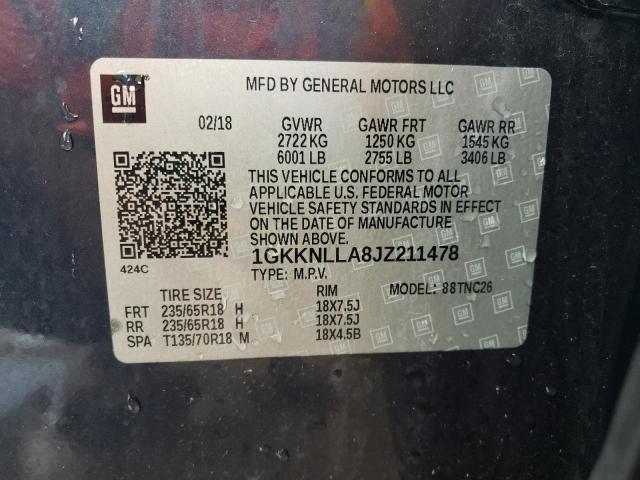 GM
MFD BY GENERAL MOTORS LLC
02/18 GVWR GAWR FRT GAWR RR
2722 KG 1250 KG 1545 KG
6001 LB 2755 LB 3406 LB
THIS VEHICLE CONFORMS TO ALL
APPLICABLE U.S. FEDERAL MOTOR
VEHICLE SAFETY STANDARDS IN EFFECT
ON THE DATE OF MANUFACTURE
SHOWN ABOVE.
424C
1GKKNLLA8JZ211478
TYPE: M.P.V. MODEL: 88TNC26
TIRE SIZE RIM
FRT 235/65R18 H 18X7.5J
RR 235/65R18 H 18X7.5J
SPA T135/70R18 M 18X4.5B